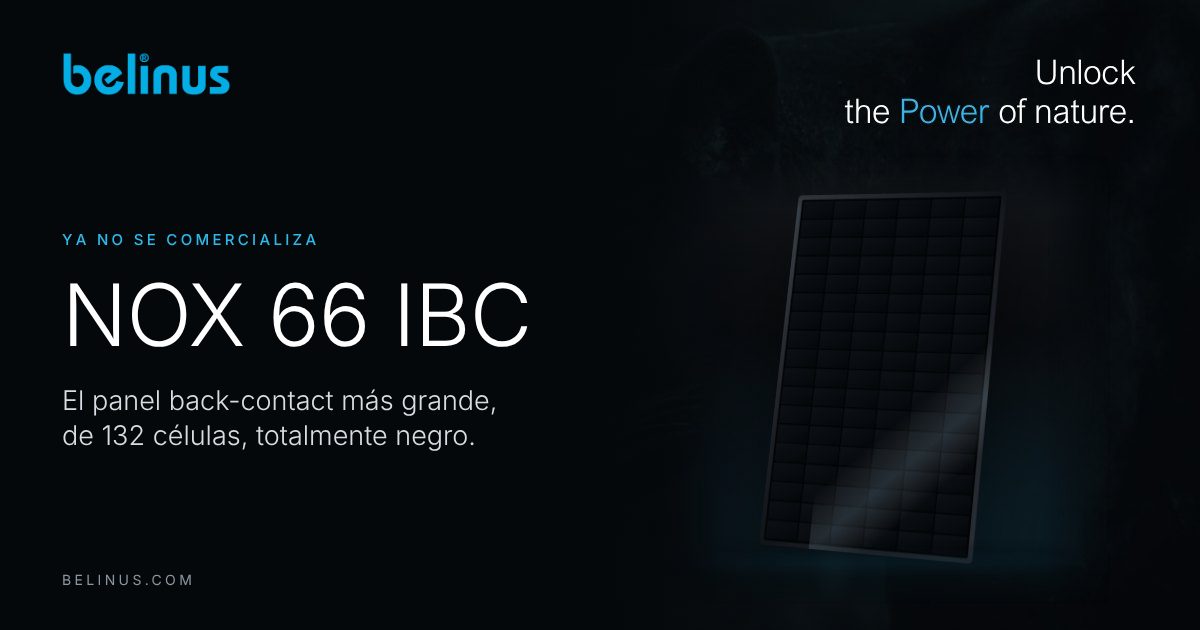 belinus®
Unlock
the Power of nature.
YA NO SE COMERCIALIZA
NOX 66 IBC
El panel back-contact más grande,
de 132 células, totalmente negro.
BELINUS.COM